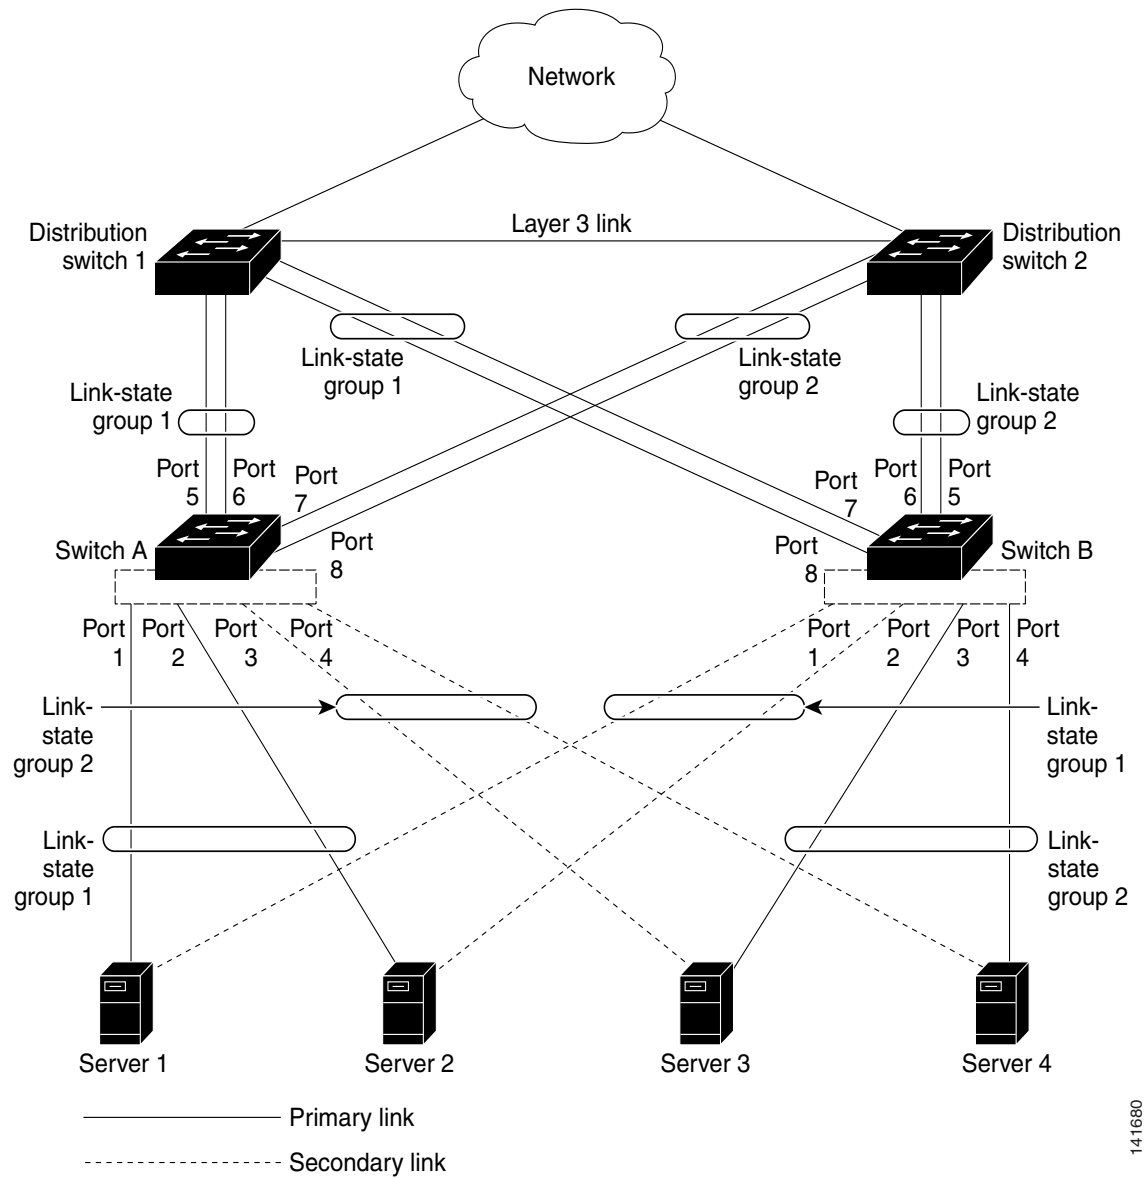 Network
Layer 3 link
Distribution
switch 1
Distribution
switch 2
Link-state
group 1
Link-state
group 2
Link-state
group 1
Link-state
group 2
Port
5
Port
6
Port
7
Port
8
Port
7
Port
6
Port
5
Port
8
Switch A
Switch B
Port
1
Port
2
Port
3
Port
4
Port
1
Port
2
Port
3
Port
4
Link-
state
group 2
Link-
state
group 1
Link-
state
group 1
Link-
state
group 2
Server 1
Server 2
Server 3
Server 4
Primary link
Secondary link
141680